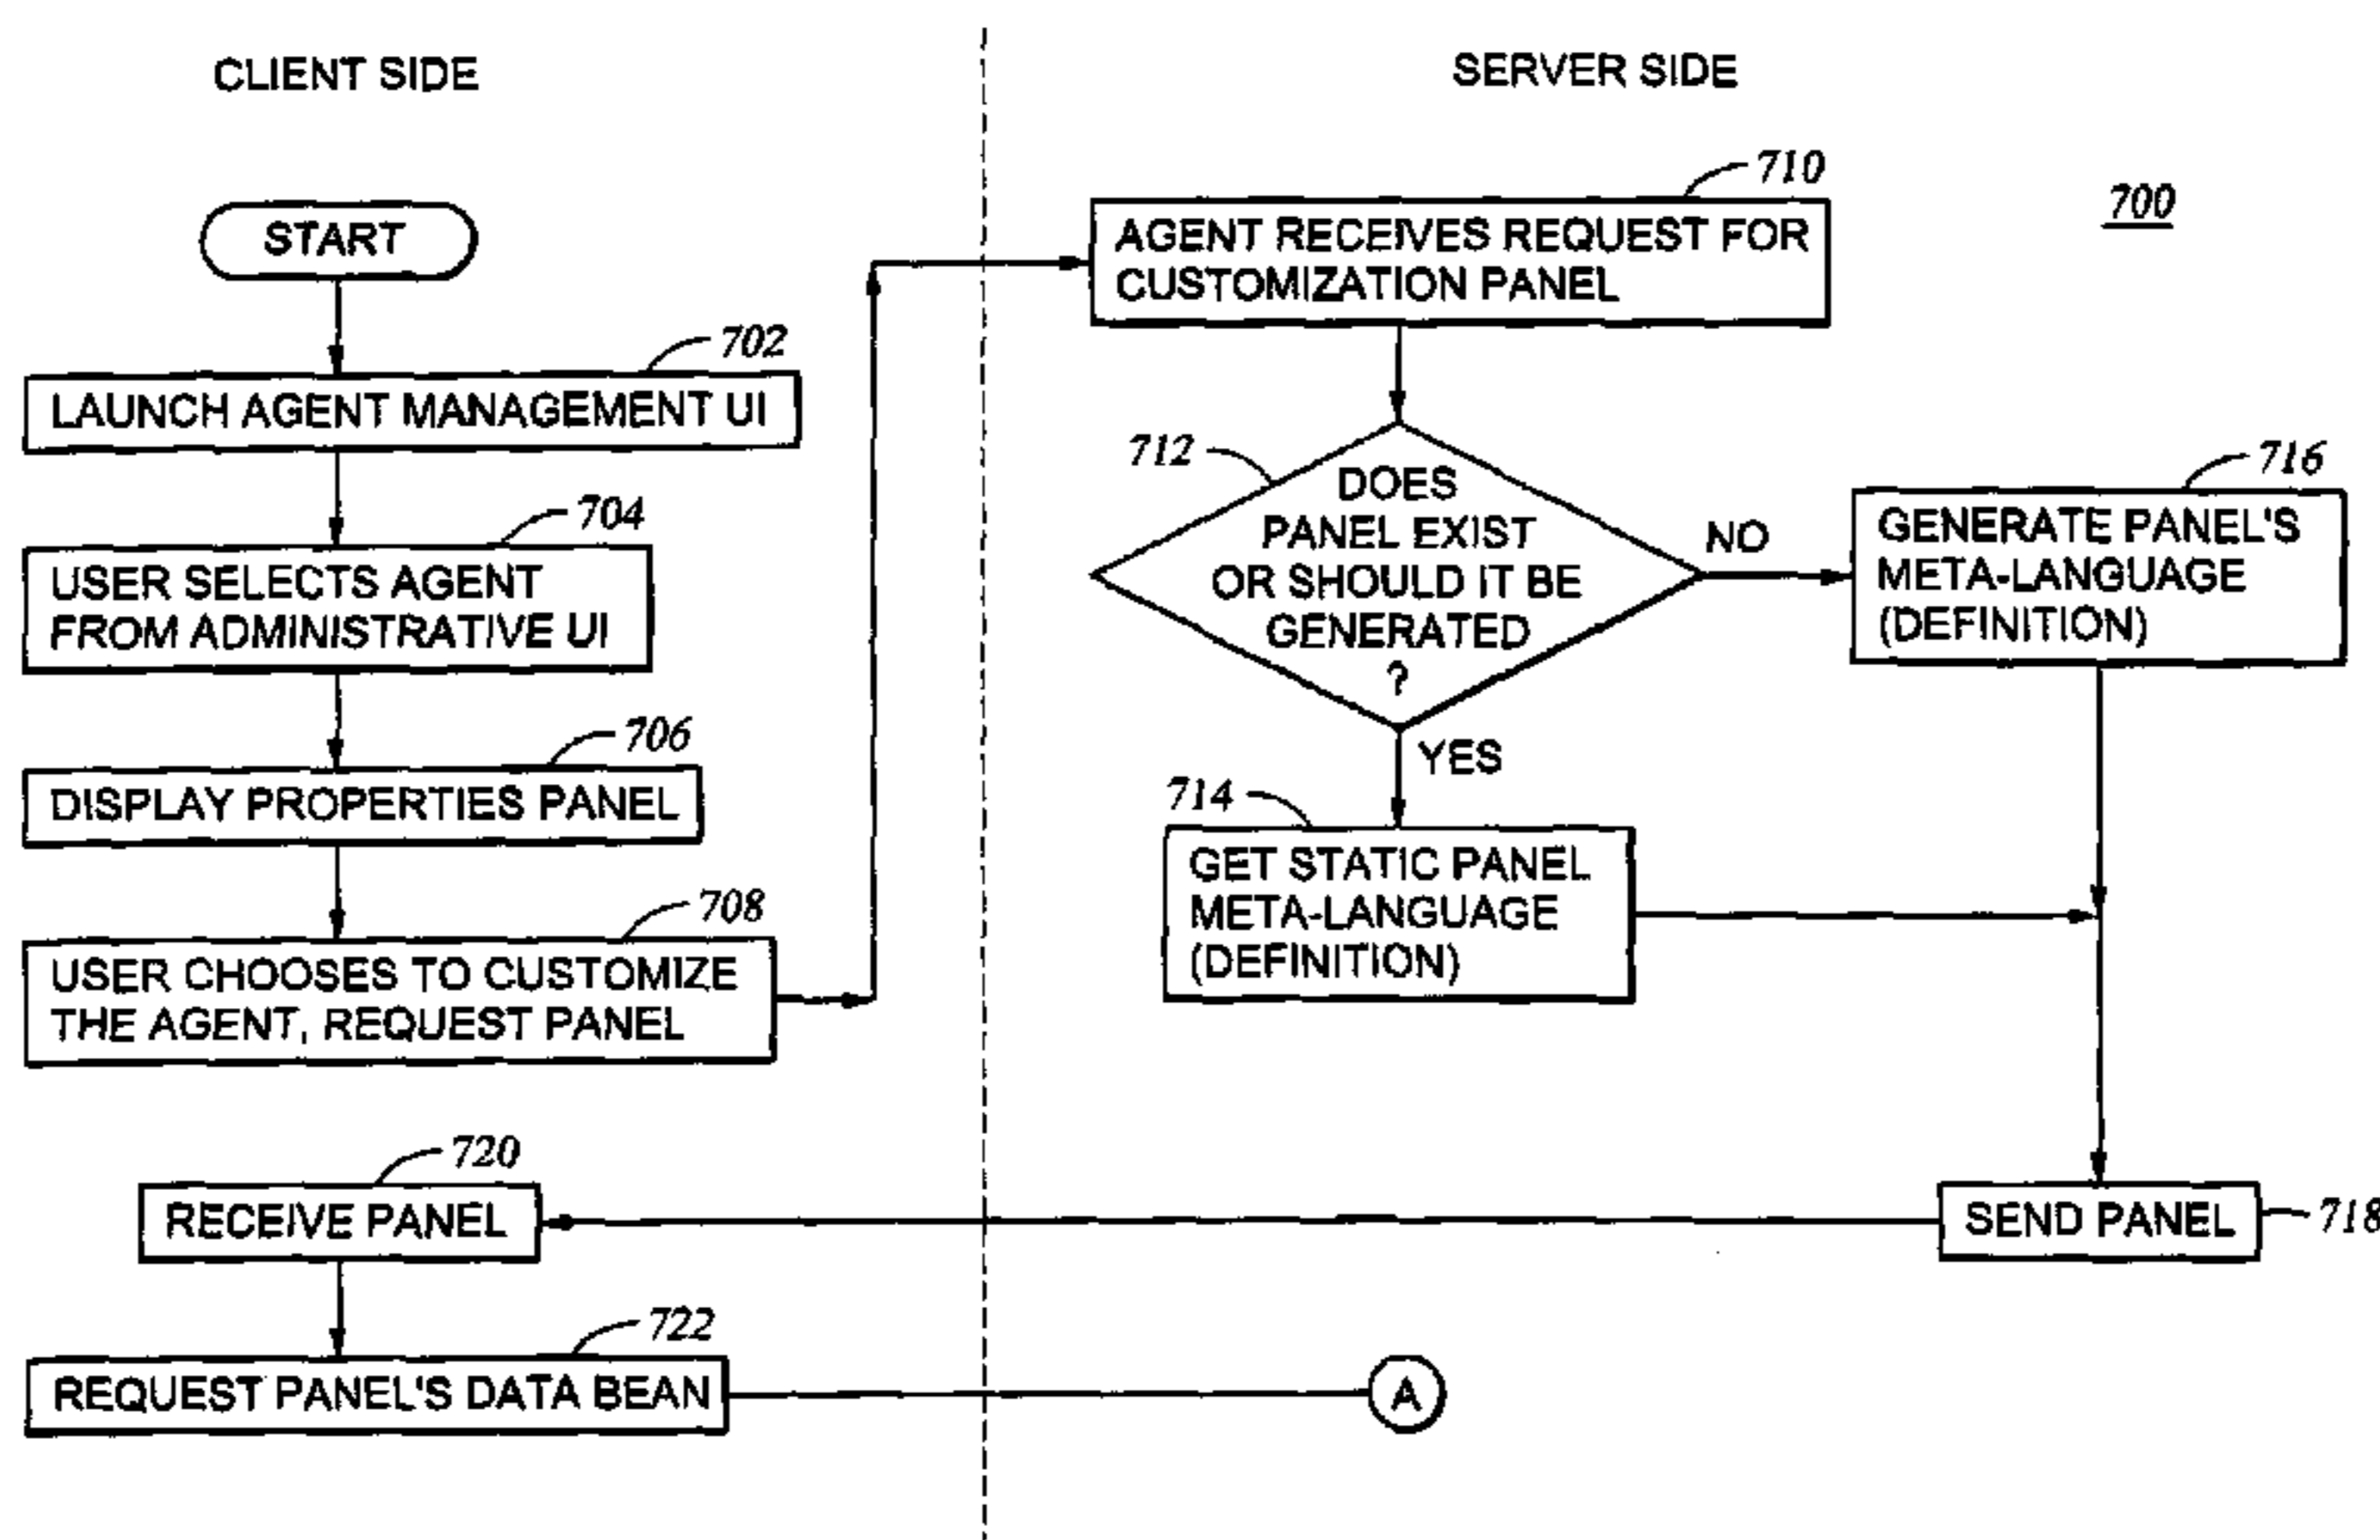 CLIENT SIDE
SERVER SIDE
700
START
702
LAUNCH AGENT MANAGEMENT UI
704
USER SELECTS AGENT
FROM ADMINISTRATIVE UI
706
DISPLAY PROPERTIES PANEL
708
USER CHOOSES TO CUSTOMIZE
THE AGENT, REQUEST PANEL
710
AGENT RECEIVES REQUEST FOR
CUSTOMIZATION PANEL
712
DOES
PANEL EXIST
OR SHOULD IT BE
GENERATED
?
NO
YES
716
GENERATE PANEL'S
META-LANGUAGE
(DEFINITION)
714
GET STATIC PANEL
META-LANGUAGE
(DEFINITION)
SEND PANEL
718
720
RECEIVE PANEL
722
REQUEST PANEL'S DATA BEAN
A